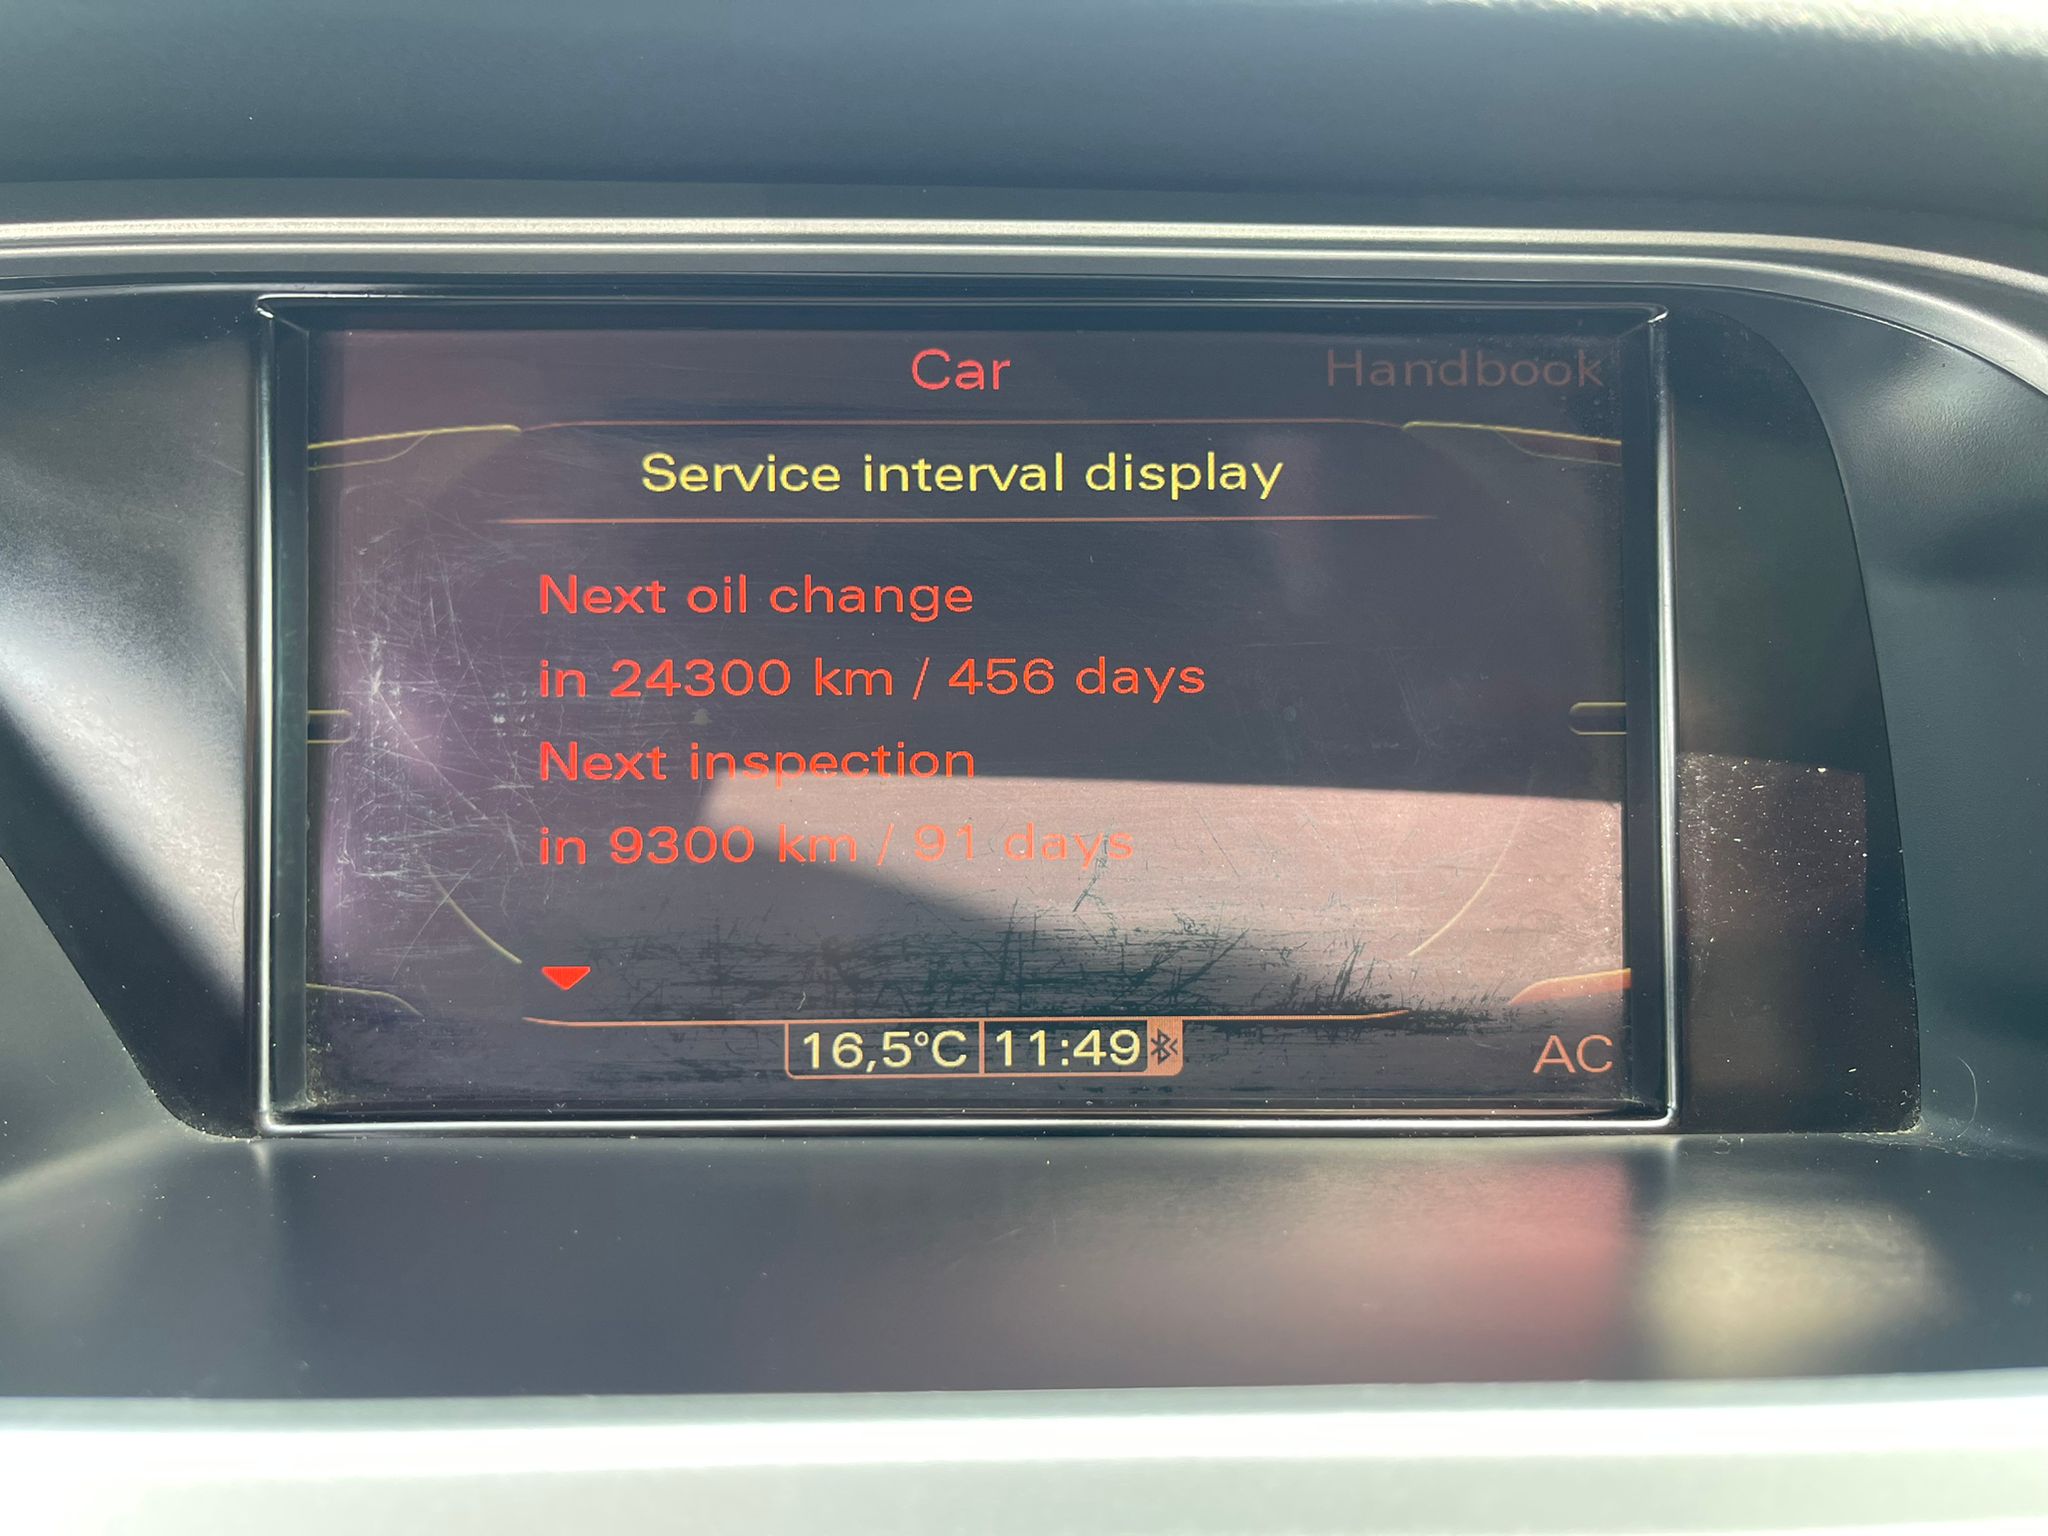 Car
Handbook
Service interval display
Next oil change
in 24300 km / 456 days
Next inspection
in 9300 km / 91 days
16,5°C 11:49
AC